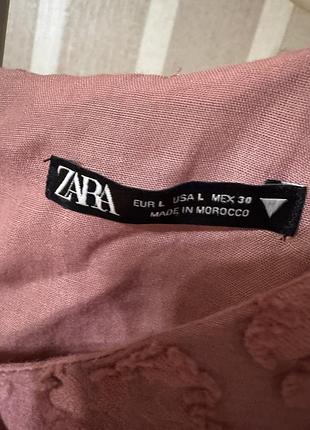 ZARA
EUR L USA L MEX 30
MADE IN MOROCCO